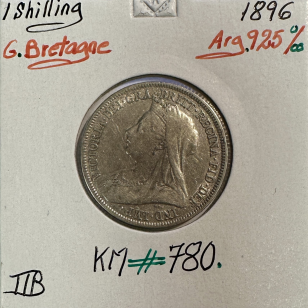 1 Shilling 1896
G. Bretagne Arg. 925 ‰
KM # 780.
TTB